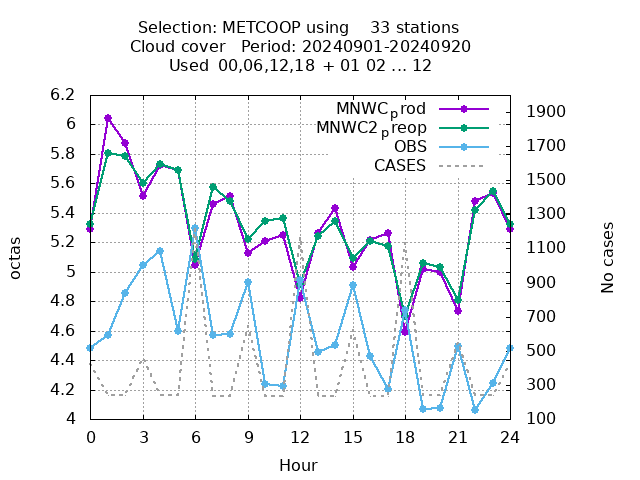 Selection: METCOOP using    33 stations
Cloud cover   Period: 20240901-20240920
Used  00,06,12,18  + 01 02 ... 12
MNWC_prod
MNWC2_preop
OBS
CASES
6.2
6
5.8
5.6
5.4
5.2
5
4.8
4.6
4.4
4.2
4
octas
1900
1700
1500
1300
1100
900
700
500
300
100
No cases
0 3 6 9 12 15 18 21 24
Hour